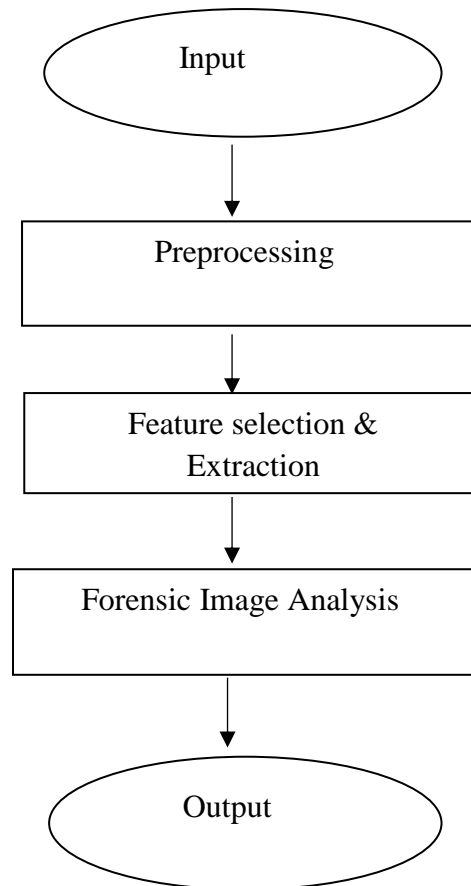 Input
Preprocessing
Feature selection &
Extraction
Forensic Image Analysis
Output